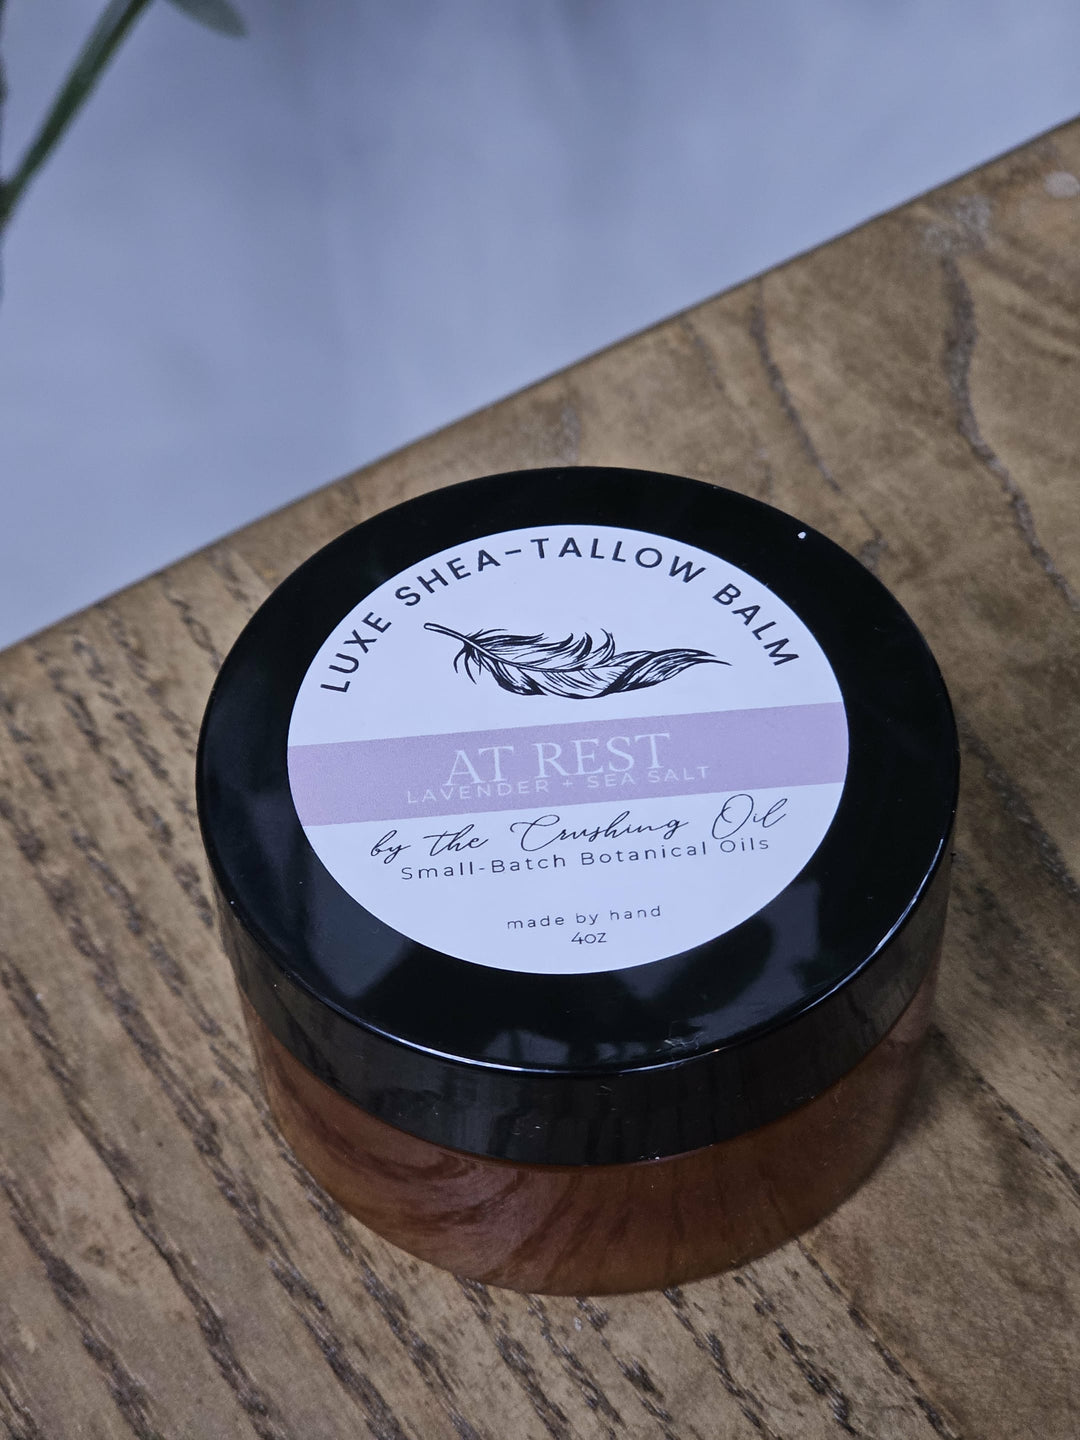 LUXE SHEA-TALLOW BALM
AT REST
LAVENDER + SEA SALT
by the Crushing Oil
Small-Batch Botanical Oils
made by hand
4oz